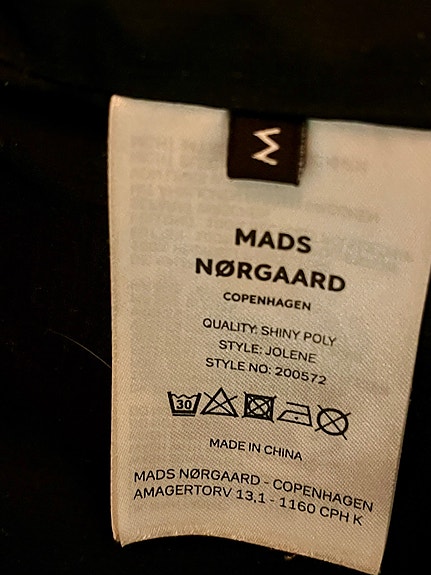 M
MADS
NØRGAARD
COPENHAGEN
QUALITY: SHINY POLY
STYLE: JOLENE
STYLE NO: 200572
30
MADE IN CHINA
MADS NØRGAARD - COPENHAGEN
AMAGERTORV 13,1 - 1160 CPH K